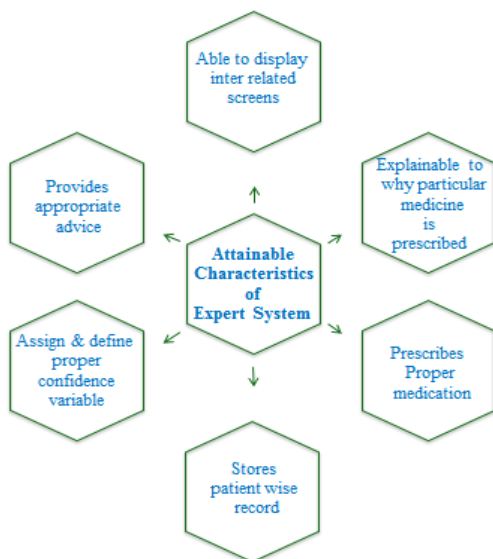 Able to display
inter related
screens
Provides
appropriate
advice
Explainable to
why particular
medicine
is
prescribed
Attainable
Characteristics
of
Expert System
Assign & define
proper
confidence
variable
Prescribes
Proper
medication
Stores
patient wise
record